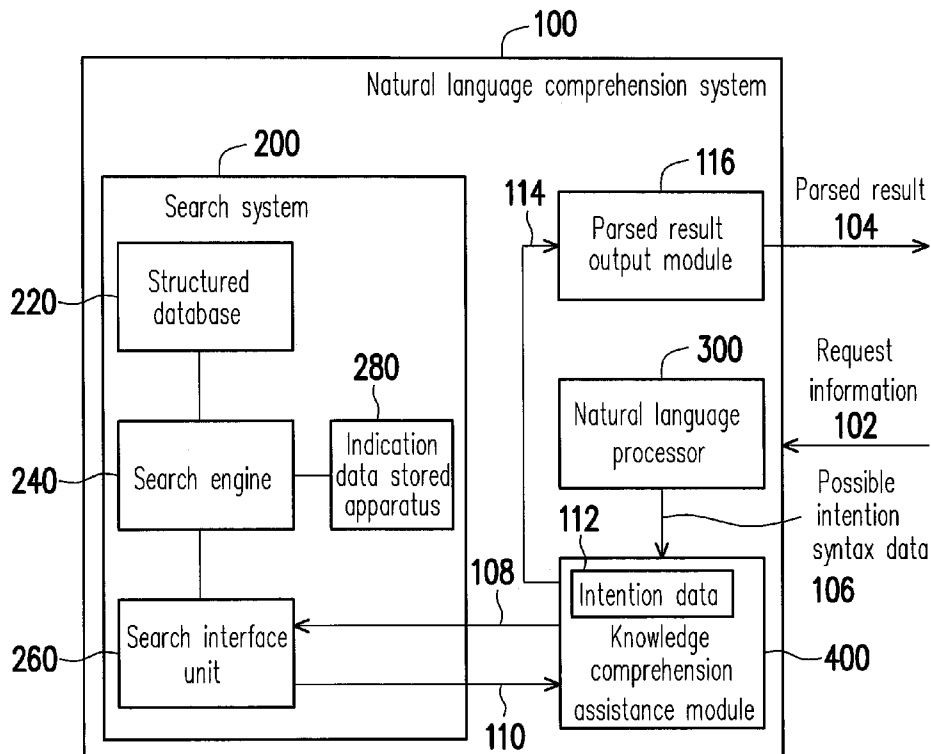 100
Natural language comprehension system
200
Search system
220
Structured
database
280
240
Search engine
Indication
data stored
apparatus
260
Search interface
unit
108
110
114
116
Parsed result
output module
Parsed result
104
300
Natural language
processor
Request
information
102
112
Intention data
Knowledge
comprehension
assistance module
400
Possible
intention
syntax data
106